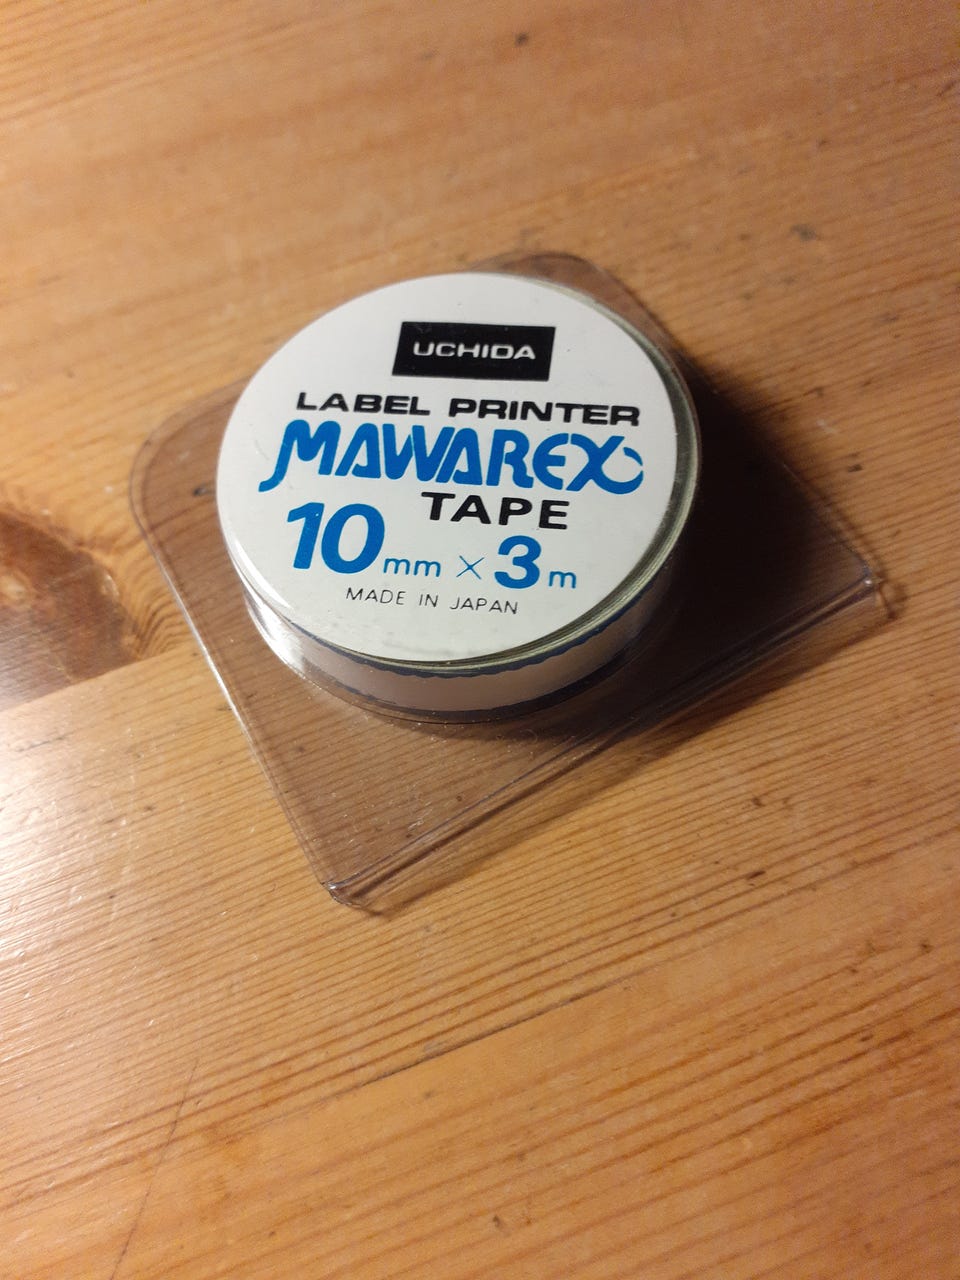 UCHIDA
LABEL PRINTER
MAWAREX
TAPE
10mm × 3m
MADE IN JAPAN